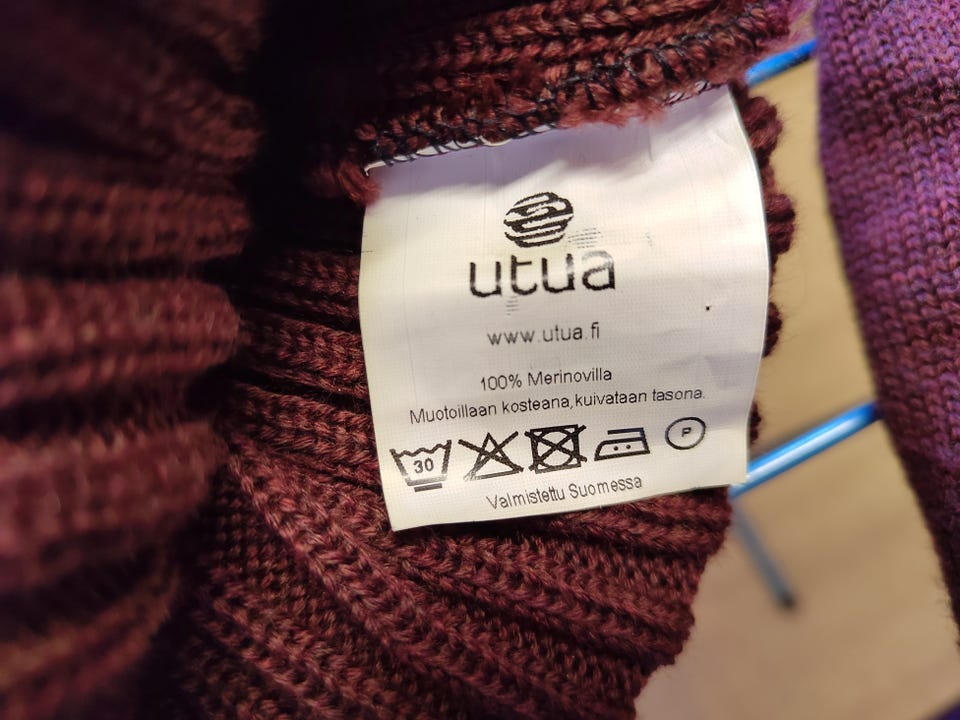 utua
www.utua.fi
100% Merinovilla
Muotoillaan kosteana,kuivataan tasona.
30 P
Valmistettu Suomessa